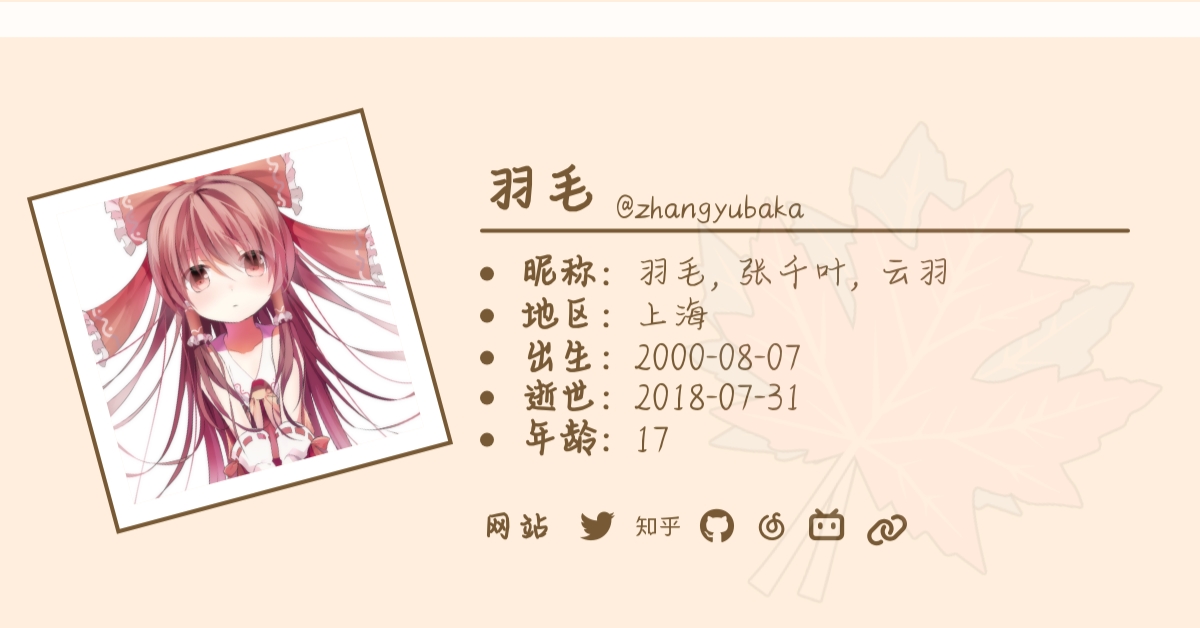 羽毛 @zhangyubaka
昵称：羽毛, 张千叶, 云羽
地区：上海
出生：2000-08-07
逝世：2018-07-31
年龄：17
网站 知乎